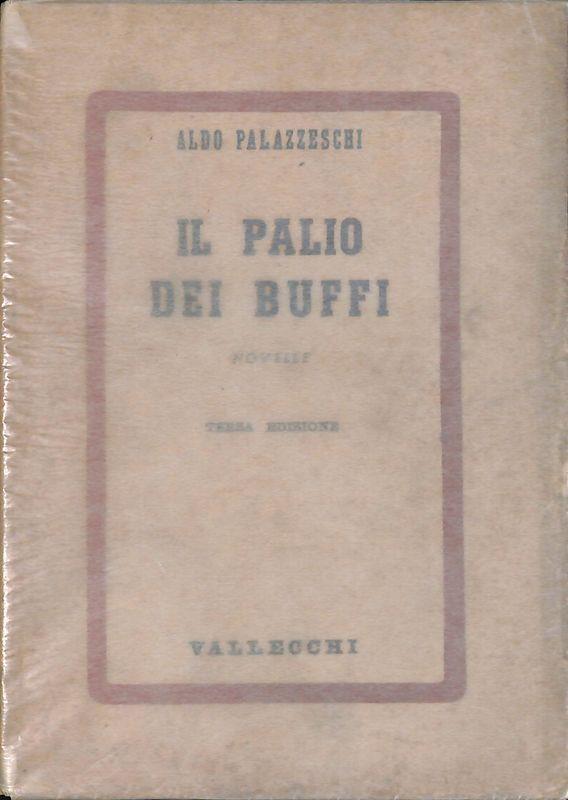 ALDO PALAZZESCHI
IL PALIO
DEI BUFFI
NOVELLE
TERZA EDIZIONE
VALLECCHI